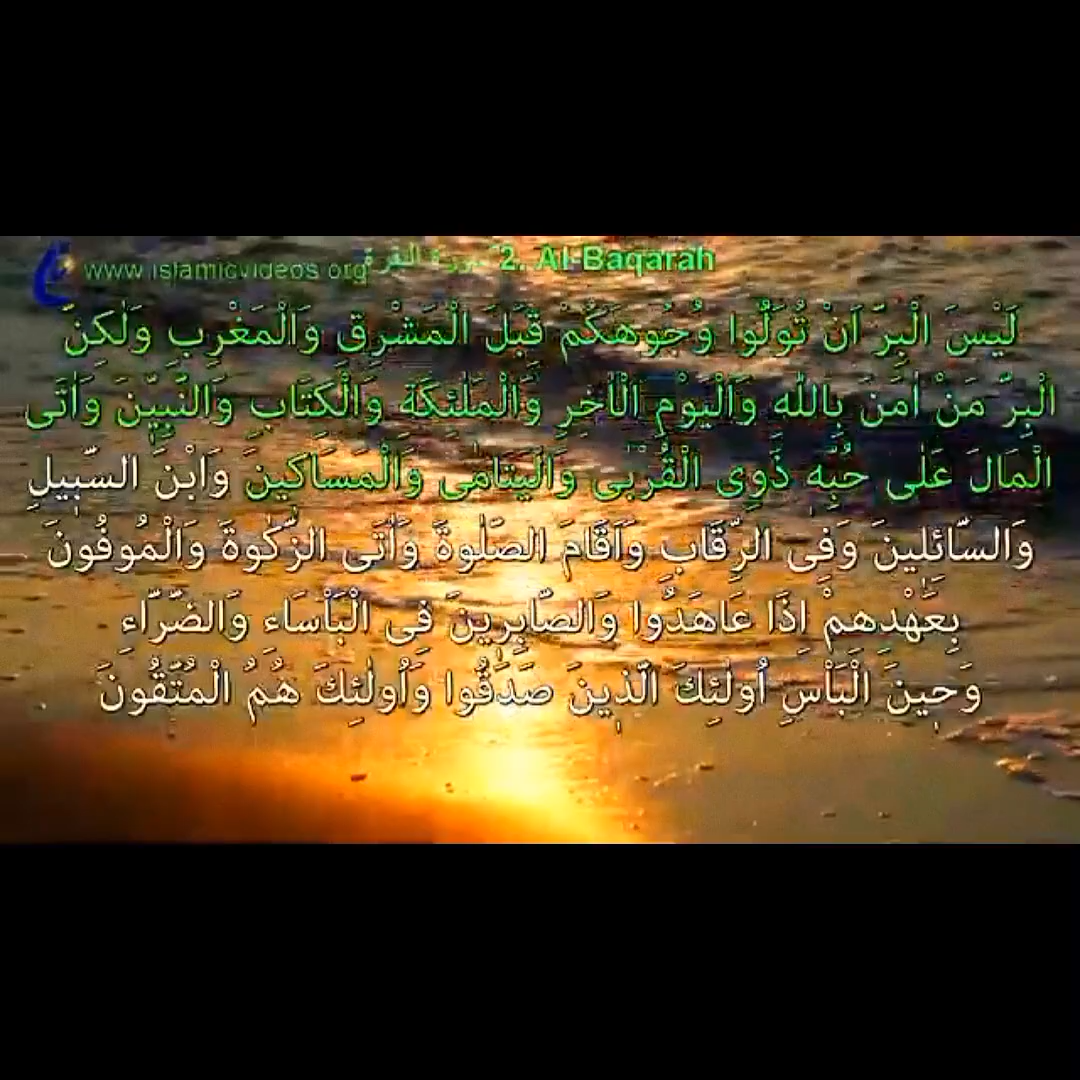 www.islamicvideos.org
سورة البقرة 2. Al-Baqarah
لَيْسَ الْبِرَّ اَنْ تُوَلُّوا وُجُوهَكُمْ قِبَلَ الْمَشْرِقِ وَالْمَغْرِبِ وَلٰكِنَّ
الْبِرَّ مَنْ اٰمَنَ بِاللّٰهِ وَالْيَوْمِ الْاٰخِرِ وَالْمَلٰئِكَةِ وَالْكِتَابِ وَالنَّبِيّٖنَ وَاٰتَى
الْمَالَ عَلٰى حُبِّهٖ ذَوِى الْقُرْبٰى وَالْيَتَامٰى وَالْمَسَاكٖينَ وَابْنَ السَّبٖيلِ
وَالسَّائِلٖينَ وَفِى الرِّقَابِ وَاَقَامَ الصَّلٰوةَ وَاٰتَى الزَّكٰوةَ وَالْمُوفُونَ
بِعَهْدِهِمْ اِذَا عَاهَدُوا وَالصَّابِرٖينَ فِى الْبَاْسَاءِ وَالضَّرَّاءِ
وَحٖينَ الْبَاْسِ اُولٰئِكَ الَّذٖينَ صَدَقُوا وَاُولٰئِكَ هُمُ الْمُتَّقُونَ